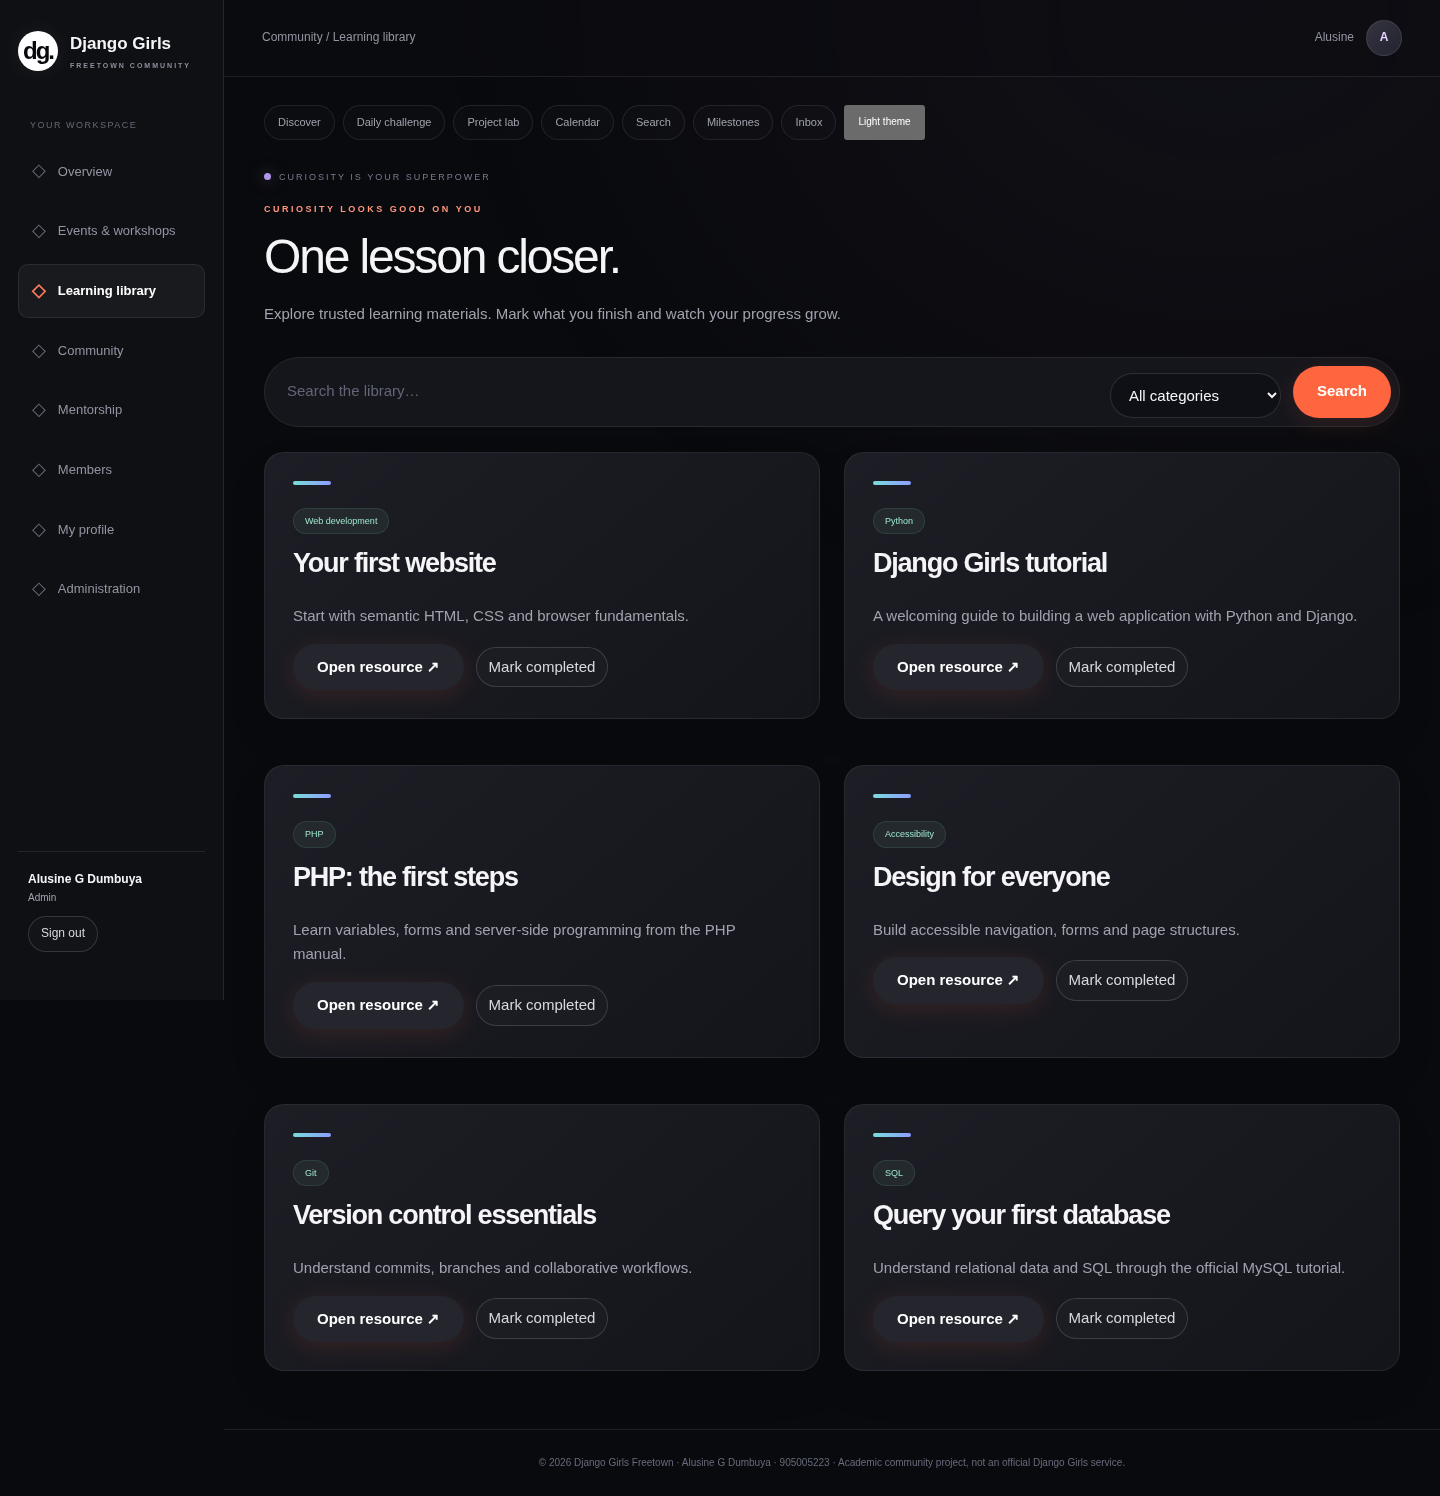 dg.
Django Girls
FREETOWN COMMUNITY
YOUR WORKSPACE
Overview
Events & workshops
Learning library
Community
Mentorship
Members
My profile
Administration
Alusine G Dumbuya
Admin
Sign out
Community / Learning library
Alusine
A
Discover
Daily challenge
Project lab
Calendar
Search
Milestones
Inbox
Light theme
CURIOSITY IS YOUR SUPERPOWER
CURIOSITY LOOKS GOOD ON YOU
One lesson closer.
Explore trusted learning materials. Mark what you finish and watch your progress grow.
Search the library…
All categories
Search
Web development
Your first website
Start with semantic HTML, CSS and browser fundamentals.
Open resource ↗
Mark completed
Python
Django Girls tutorial
A welcoming guide to building a web application with Python and Django.
Open resource ↗
Mark completed
PHP
PHP: the first steps
Learn variables, forms and server-side programming from the PHP
manual.
Open resource ↗
Mark completed
Accessibility
Design for everyone
Build accessible navigation, forms and page structures.
Open resource ↗
Mark completed
Git
Version control essentials
Understand commits, branches and collaborative workflows.
Open resource ↗
Mark completed
SQL
Query your first database
Understand relational data and SQL through the official MySQL tutorial.
Open resource ↗
Mark completed
© 2026 Django Girls Freetown · Alusine G Dumbuya · 905005223 · Academic community project, not an official Django Girls service.